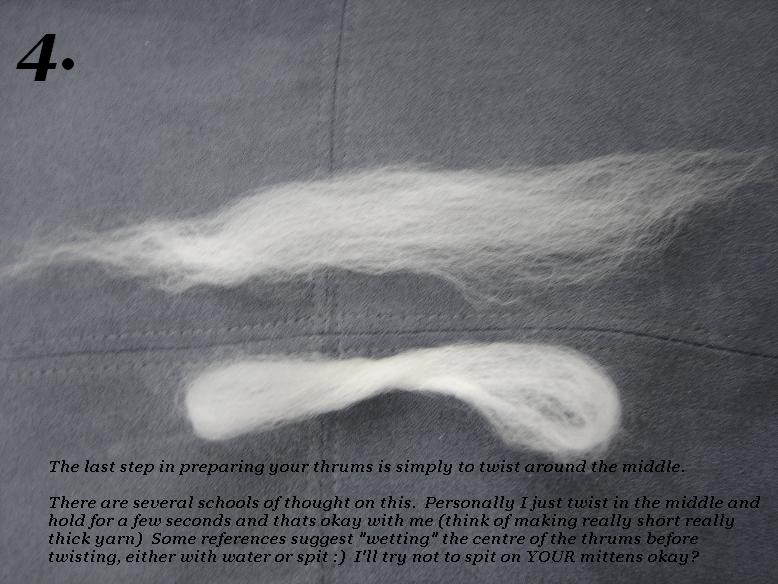 4.
The last step in preparing your thrums is simply to twist around the middle.
There are several schools of thought on this.  Personally I just twist in the middle and
hold for a few seconds and thats okay with me (think of making really short really
thick yarn)  Some references suggest "wetting" the centre of the thrums before
twisting, either with water or spit :)  I'll try not to spit on YOUR mittens okay?